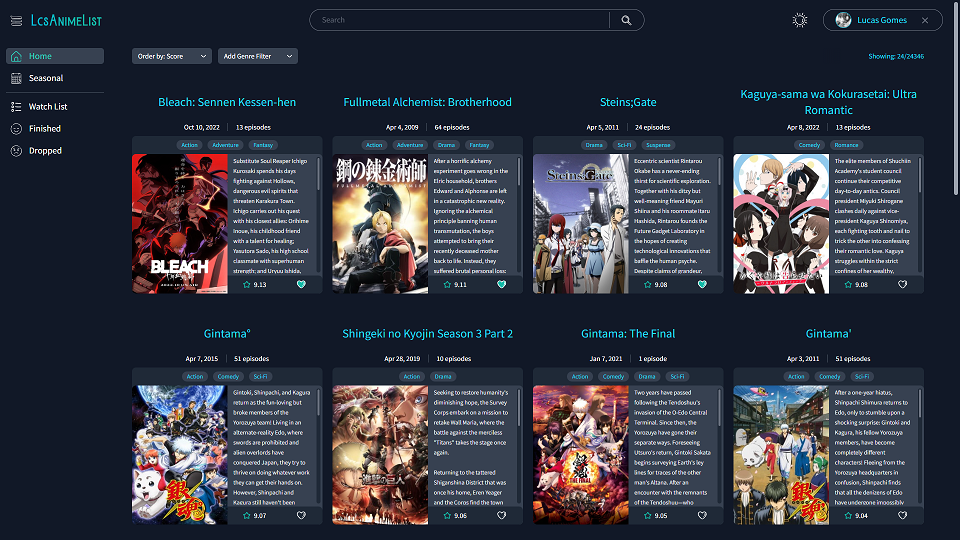 LcsAnimeList
Search
Lucas Gomes
Home
Seasonal
Watch List
Finished
Dropped
Order by: Score
Add Genre Filter
Showing: 24/24346
Bleach: Sennen Kessen-hen
Oct 10, 2022
13 episodes
Action
Adventure
Fantasy
BLEACH
Substitute Soul Reaper Ichigo
Kurosaki spends his days
fighting against Hollows,
dangerous evil spirits that
threaten Karakura Town.
Ichigo carries out his quest
with his closest allies: Orihime
Inoue, his childhood friend
with a talent for healing;
Yasutora Sado, his high school
classmate with superhuman
strength; and Uryuu Ishida,
9.13
Fullmetal Alchemist: Brotherhood
Apr 4, 2009
64 episodes
Action
Adventure
Drama
Fantasy
鋼の錬金術師
FULLMETAL ALCHEMIST
After a horrific alchemy
experiment goes wrong in the
Elric household, brothers
Edward and Alphonse are left
in a catastrophic new reality.
Ignoring the alchemical
principle banning human
transmutation, the boys
attempted to bring their
recently deceased mother
back to life. Instead, they
suffered brutal personal loss:
9.11
Steins;Gate
Apr 5, 2011
24 episodes
Drama
Sci-Fi
Suspense
Steins;Gate
Eccentric scientist Rintarou
Okabe has a never-ending
thirst for scientific exploration.
Together with his ditzy but
well-meaning friend Mayuri
Shiina and his roommate Itaru
Hashida, Rintarou founds the
Future Gadget Laboratory in
the hopes of creating
technological innovations that
baffle the human psyche.
Despite claims of grandeur,
9.08
Kaguya-sama wa Kokurasetai: Ultra
Romantic
Apr 8, 2022
13 episodes
Comedy
Romance
The elite members of Shuchiin
Academy's student council
continue their competitive
day-to-day antics. Council
president Miyuki Shirogane
clashes daily against vice-
president Kaguya Shinomiya,
each fighting tooth and nail to
trick the other into confessing
their romantic love. Kaguya
struggles within the strict
confines of her wealthy,
9.08
Gintama°
Apr 7, 2015
51 episodes
Action
Comedy
Sci-Fi
銀魂
Gintoki, Shinpachi, and Kagura
return as the fun-loving but
broke members of the
Yorozuya team! Living in an
alternate-reality Edo, where
swords are prohibited and
alien overlords have
conquered Japan, they try to
thrive on doing whatever work
they can get their hands on.
However, Shinpachi and
Kagura still haven't been
9.07
Shingeki no Kyojin Season 3 Part 2
Apr 28, 2019
10 episodes
Action
Drama
進撃の巨人
Seeking to restore humanity's
diminishing hope, the Survey
Corps embark on a mission to
retake Wall Maria, where the
battle against the merciless
"Titans" takes the stage once
again.
Returning to the tattered
Shiganshina District that was
once his home, Eren Yeager
and the Corps find the town
9.06
Gintama: The Final
Jan 7, 2021
1 episode
Action
Comedy
Drama
Sci-Fi
銀魂
THE FINAL
Two years have passed
following the Tendoshuu's
invasion of the O-Edo Central
Terminal. Since then, the
Yorozuya have gone their
separate ways. Foreseeing
Utsuro's return, Gintoki Sakata
begins surveying Earth's ley
lines for traces of the other
man's Altana. After an
encounter with the remnants
of the Tendoshuu—who
9.05
Gintama'
Apr 3, 2011
51 episodes
Action
Comedy
Sci-Fi
銀魂
After a one-year hiatus,
Shinpachi Shimura returns to
Edo, only to stumble upon a
shocking surprise: Gintoki and
Kagura, his fellow Yorozuya
members, have become
completely different
characters! Fleeing from the
Yorozuya headquarters in
confusion, Shinpachi finds
that all the denizens of Edo
have undergone impossibly
9.04